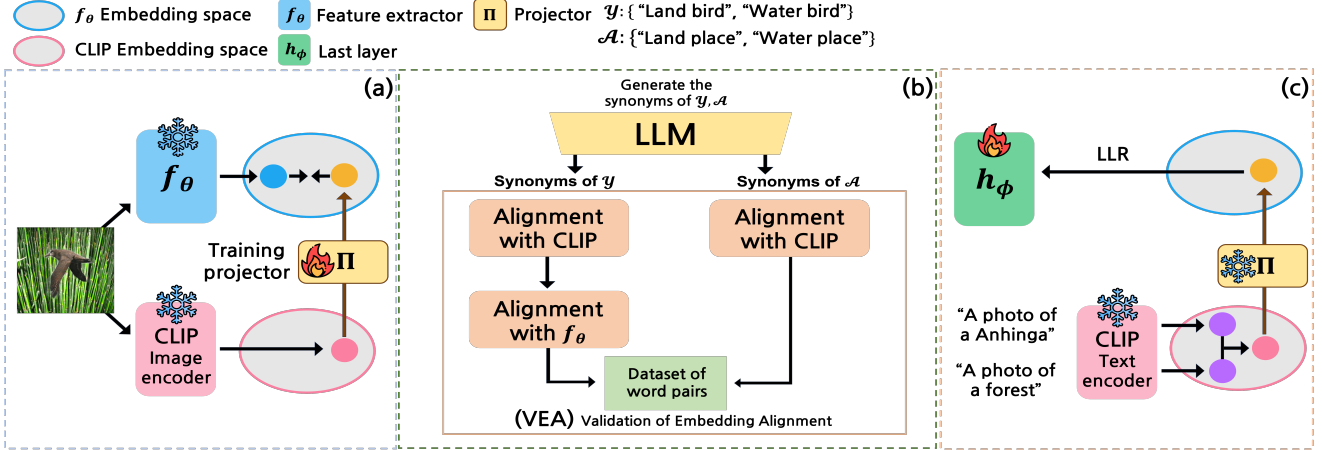 f_θ Embedding space
CLIP Embedding space
f_θ Feature extractor
h_ϕ Last layer
Π Projector
𝒴: { “Land bird”, “Water bird”}
𝒜: {“Land place”, “Water place”}
(a)
f_θ
Training
projector
Π
CLIP
Image
encoder
(b)
Generate the
synonyms of 𝒴, 𝒜
LLM
Synonyms of 𝒴
Synonyms of 𝒜
Alignment
with CLIP
Alignment
with CLIP
Alignment
with f_θ
Dataset of
word pairs
(VEA) Validation of Embedding Alignment
(c)
h_ϕ
LLR
Π
“A photo of
a Anhinga”
“A photo of
a forest”
CLIP
Text
encoder